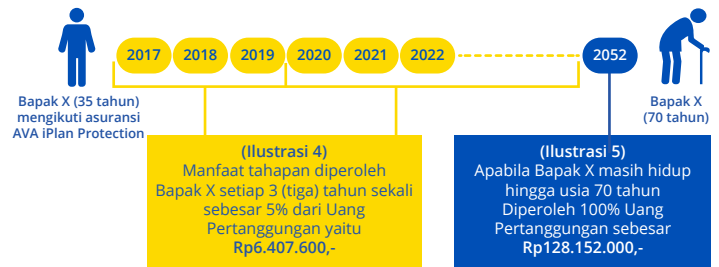 2017 2018 2019 2020 2021 2022 2052
Bapak X (35 tahun)
mengikuti asuransi
AVA iPlan Protection
Bapak X
(70 tahun)
(Ilustrasi 4)
Manfaat tahapan diperoleh
Bapak X setiap 3 (tiga) tahun sekali
sebesar 5% dari Uang
Pertanggungan yaitu
Rp6.407.600,-
(Ilustrasi 5)
Apabila Bapak X masih hidup
hingga usia 70 tahun
Diperoleh 100% Uang
Pertanggungan sebesar
Rp128.152.000,-